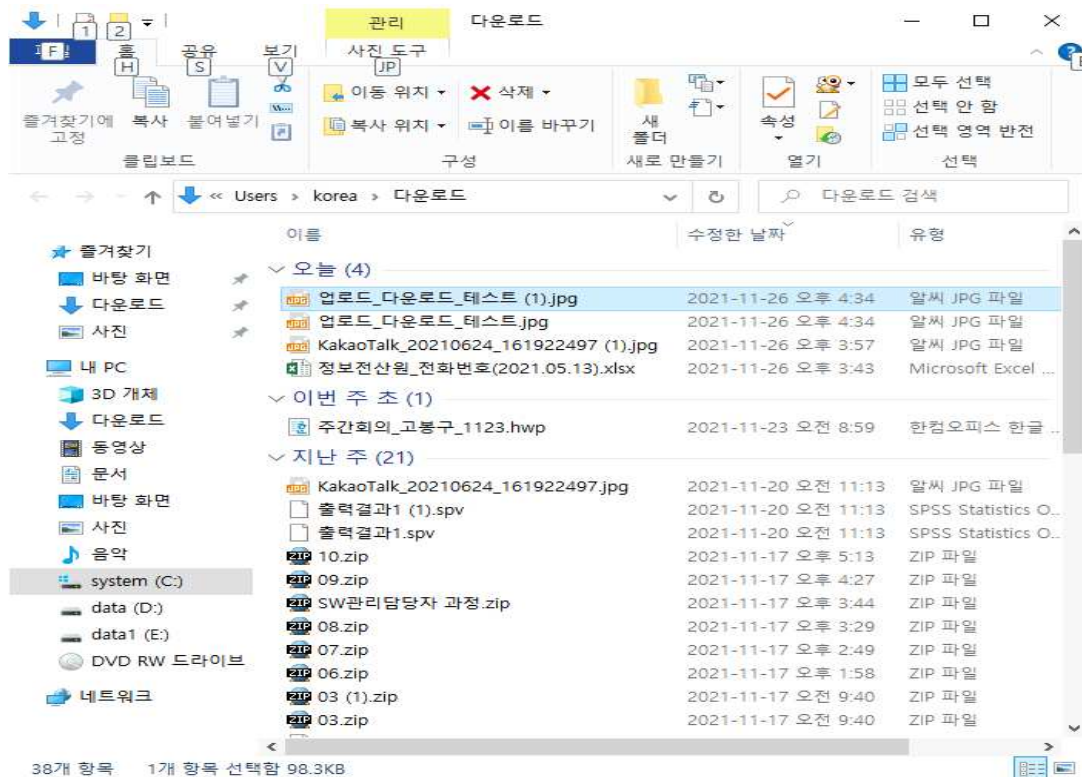 관리 다운로드
1 2
파일 홈 공유 보기 사진 도구
F H S V JP
즐겨찾기에 고정
복사
붙여넣기
클립보드
이동 위치
복사 위치
삭제
이름 바꾸기
구성
새 폴더
새로 만들기
속성
열기
모두 선택
선택 안 함
선택 영역 반전
선택
« Users › korea › 다운로드
다운로드 검색
이름 수정한 날짜 유형
즐겨찾기
바탕 화면
다운로드
사진
내 PC
3D 개체
다운로드
동영상
문서
바탕 화면
사진
음악
system (C:)
data (D:)
data1 (E:)
DVD RW 드라이브
네트워크
오늘 (4)
업로드_다운로드_테스트 (1).jpg 2021-11-26 오후 4:34 알씨 JPG 파일
업로드_다운로드_테스트.jpg 2021-11-26 오후 4:34 알씨 JPG 파일
KakaoTalk_20210624_161922497 (1).jpg 2021-11-26 오후 3:57 알씨 JPG 파일
정보전산원_전화번호(2021.05.13).xlsx 2021-11-26 오후 3:43 Microsoft Excel ...
이번 주 초 (1)
주간회의_고봉구_1123.hwp 2021-11-23 오전 8:59 한컴오피스 한글 ...
지난 주 (21)
KakaoTalk_20210624_161922497.jpg 2021-11-20 오전 11:13 알씨 JPG 파일
출력결과1 (1).spv 2021-11-20 오전 11:13 SPSS Statistics O...
출력결과1.spv 2021-11-20 오전 11:13 SPSS Statistics O...
10.zip 2021-11-17 오후 5:13 ZIP 파일
09.zip 2021-11-17 오후 4:27 ZIP 파일
SW관리담당자 과정.zip 2021-11-17 오후 3:44 ZIP 파일
08.zip 2021-11-17 오후 3:29 ZIP 파일
07.zip 2021-11-17 오후 2:49 ZIP 파일
06.zip 2021-11-17 오후 1:58 ZIP 파일
03 (1).zip 2021-11-17 오전 9:40 ZIP 파일
03.zip 2021-11-17 오전 9:40 ZIP 파일
38개 항목 1개 항목 선택함 98.3KB